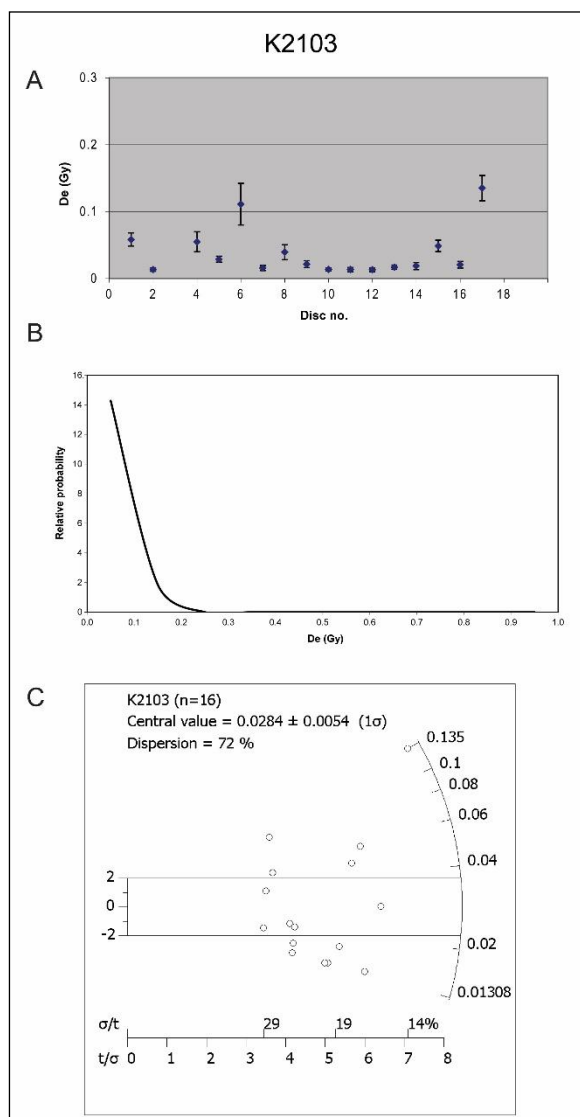 K2103
A
De (Gy)
0.3
0.2
0.1
0
0 2 4 6 8 10 12 14 16 18
Disc no.
B
Relative probability
16
14
12
10
8
6
4
2
0
0.0 0.1 0.2 0.3 0.4 0.5 0.6 0.7 0.8 0.9 1.0
De (Gy)
C
K2103 (n=16)
Central value = 0.0284 ± 0.0054 (1σ)
Dispersion = 72 %
0.135
0.1
0.08
0.06
0.04
0.02
0.01308
2
0
-2
σ/t 29 19 14%
t/σ 0 1 2 3 4 5 6 7 8